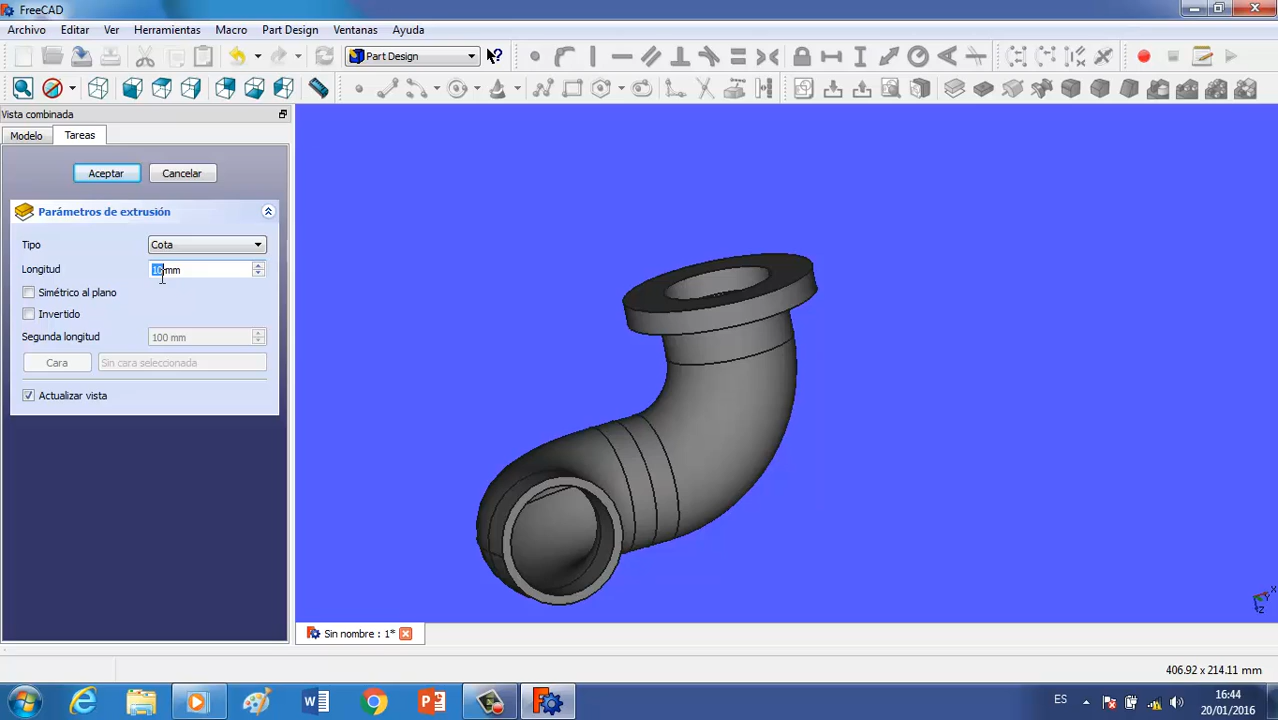 FreeCAD
Archivo Editar Ver Herramientas Macro Part Design Ventanas Ayuda
Part Design
Vista combinada
Modelo Tareas
Aceptar Cancelar
Parámetros de extrusión
Tipo Cota
Longitud 10 mm
Simétrico al plano
Invertido
Segunda longitud 100 mm
Cara Sin cara seleccionada
Actualizar vista
X
Y
Z
Sin nombre : 1*
406.92 x 214.11 mm
ES
16:44
20/01/2016